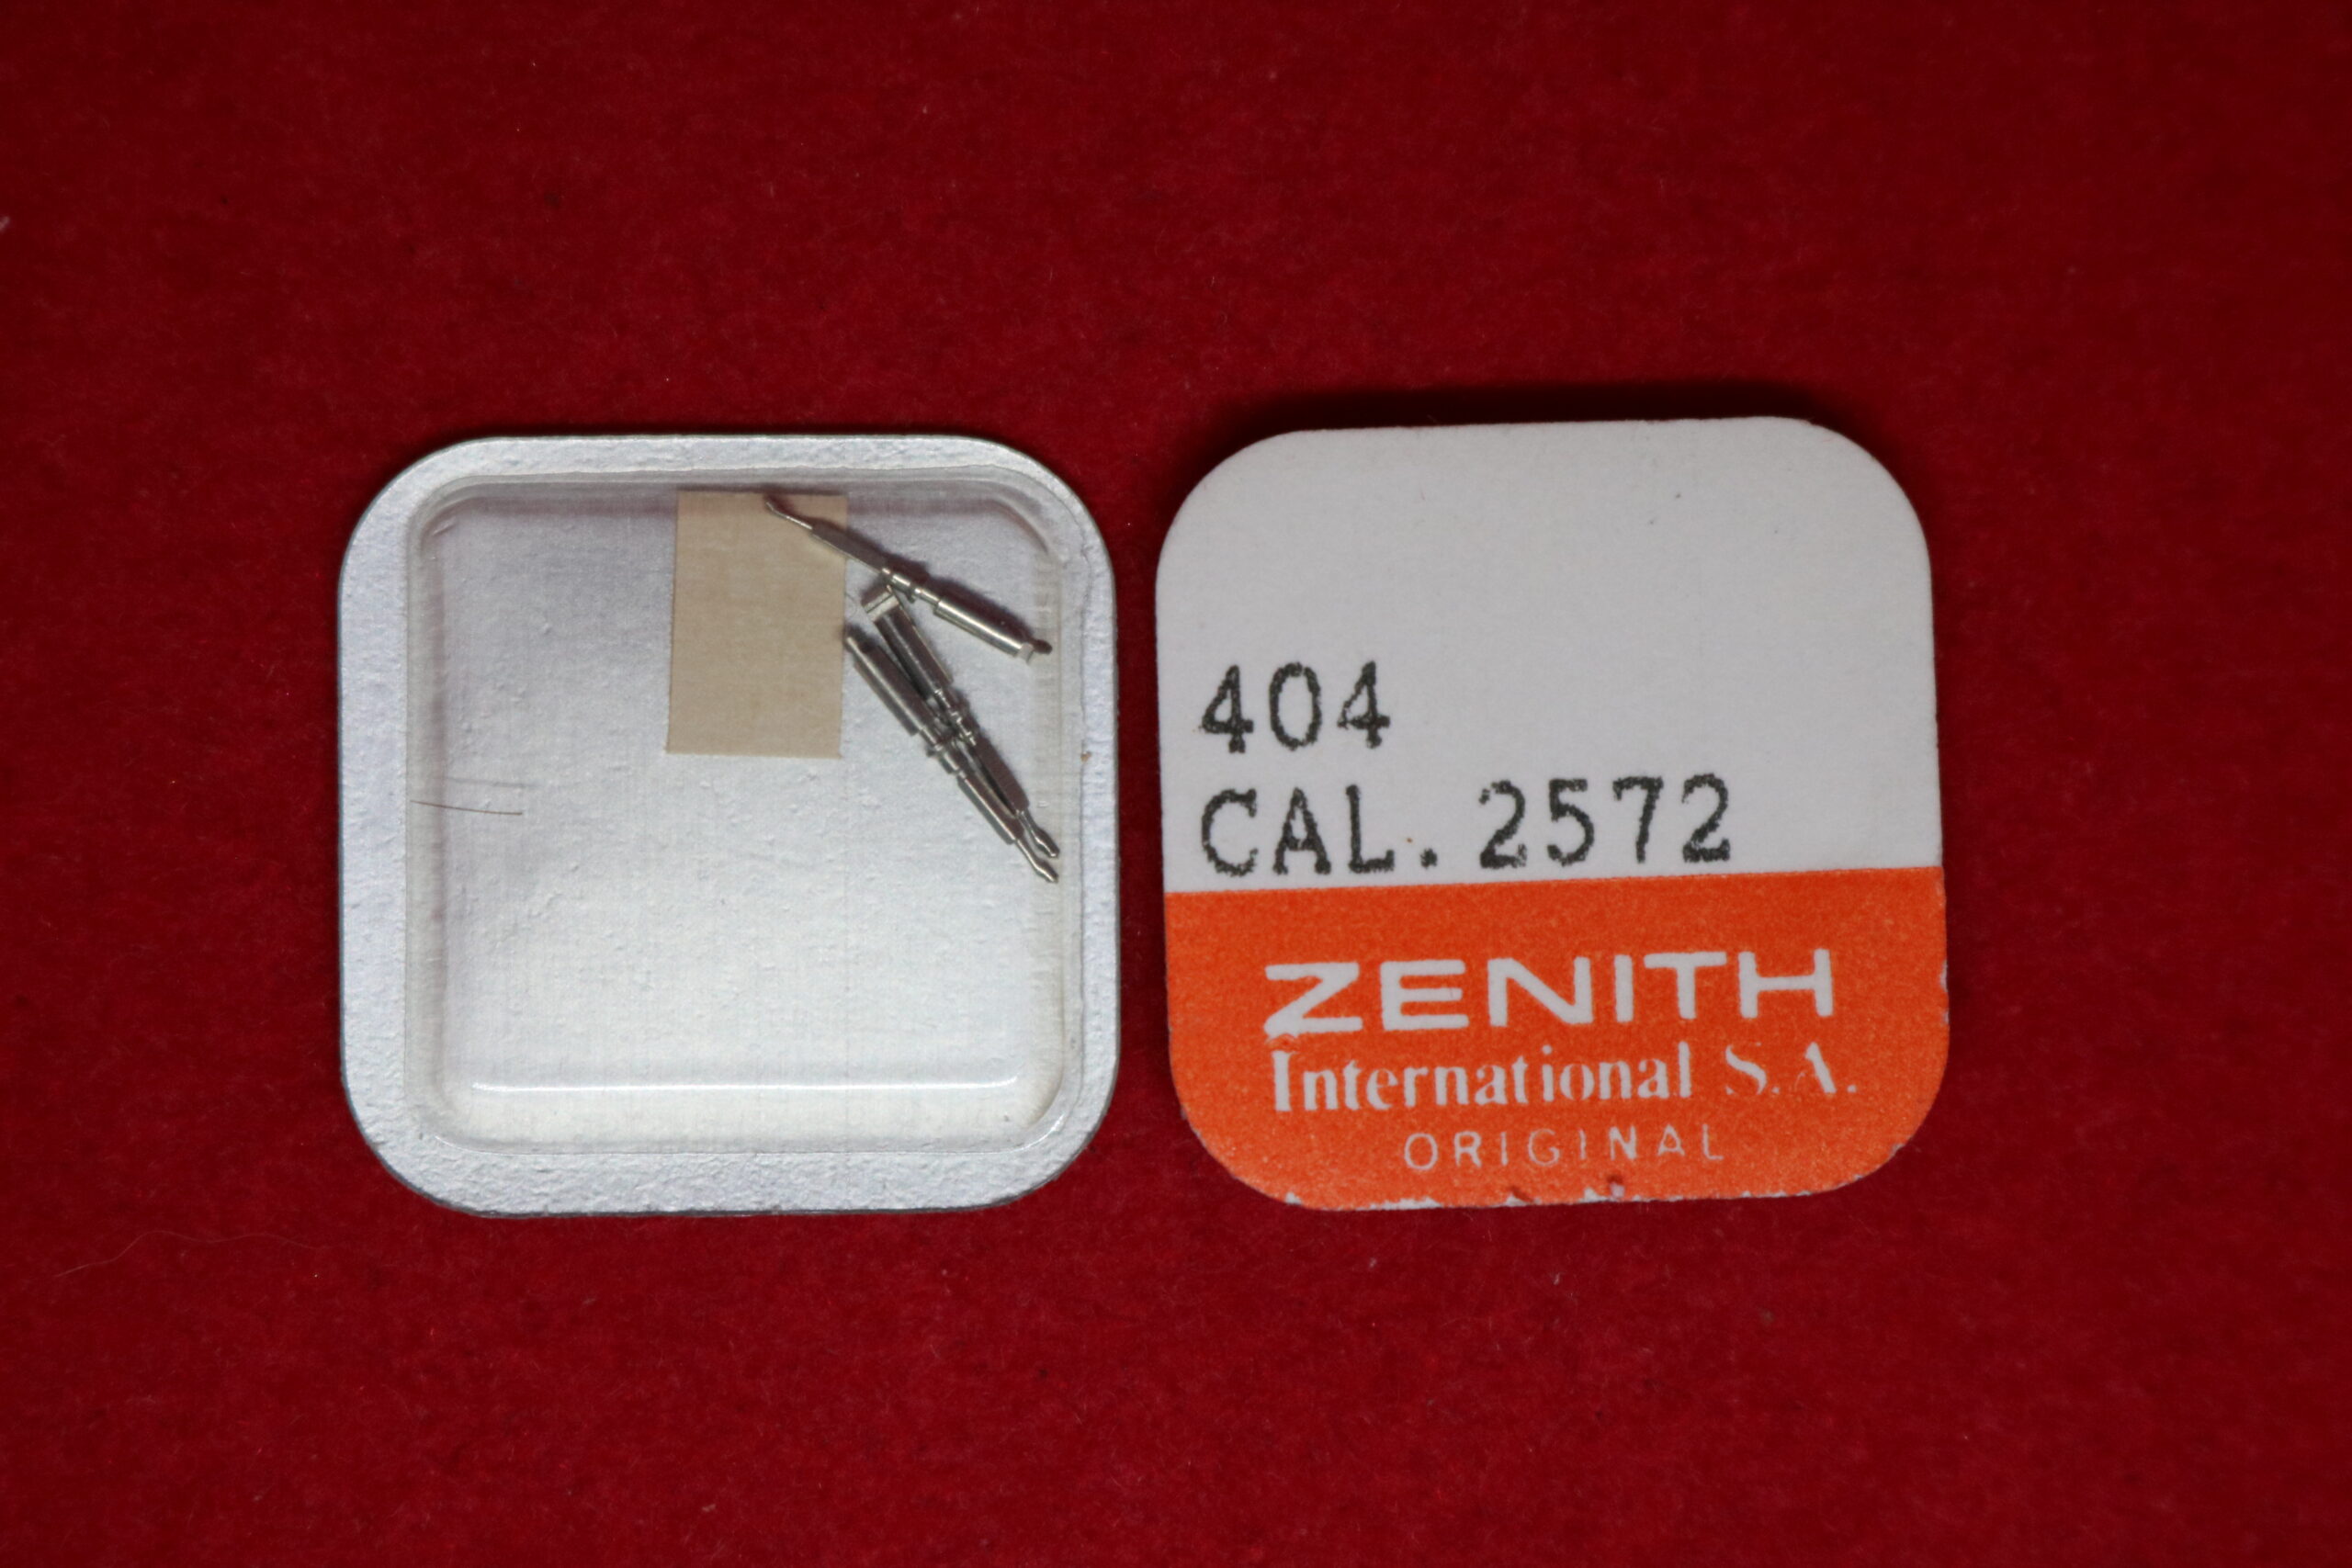 404
CAL. 2572
ZENITH
International S.A.
ORIGINAL